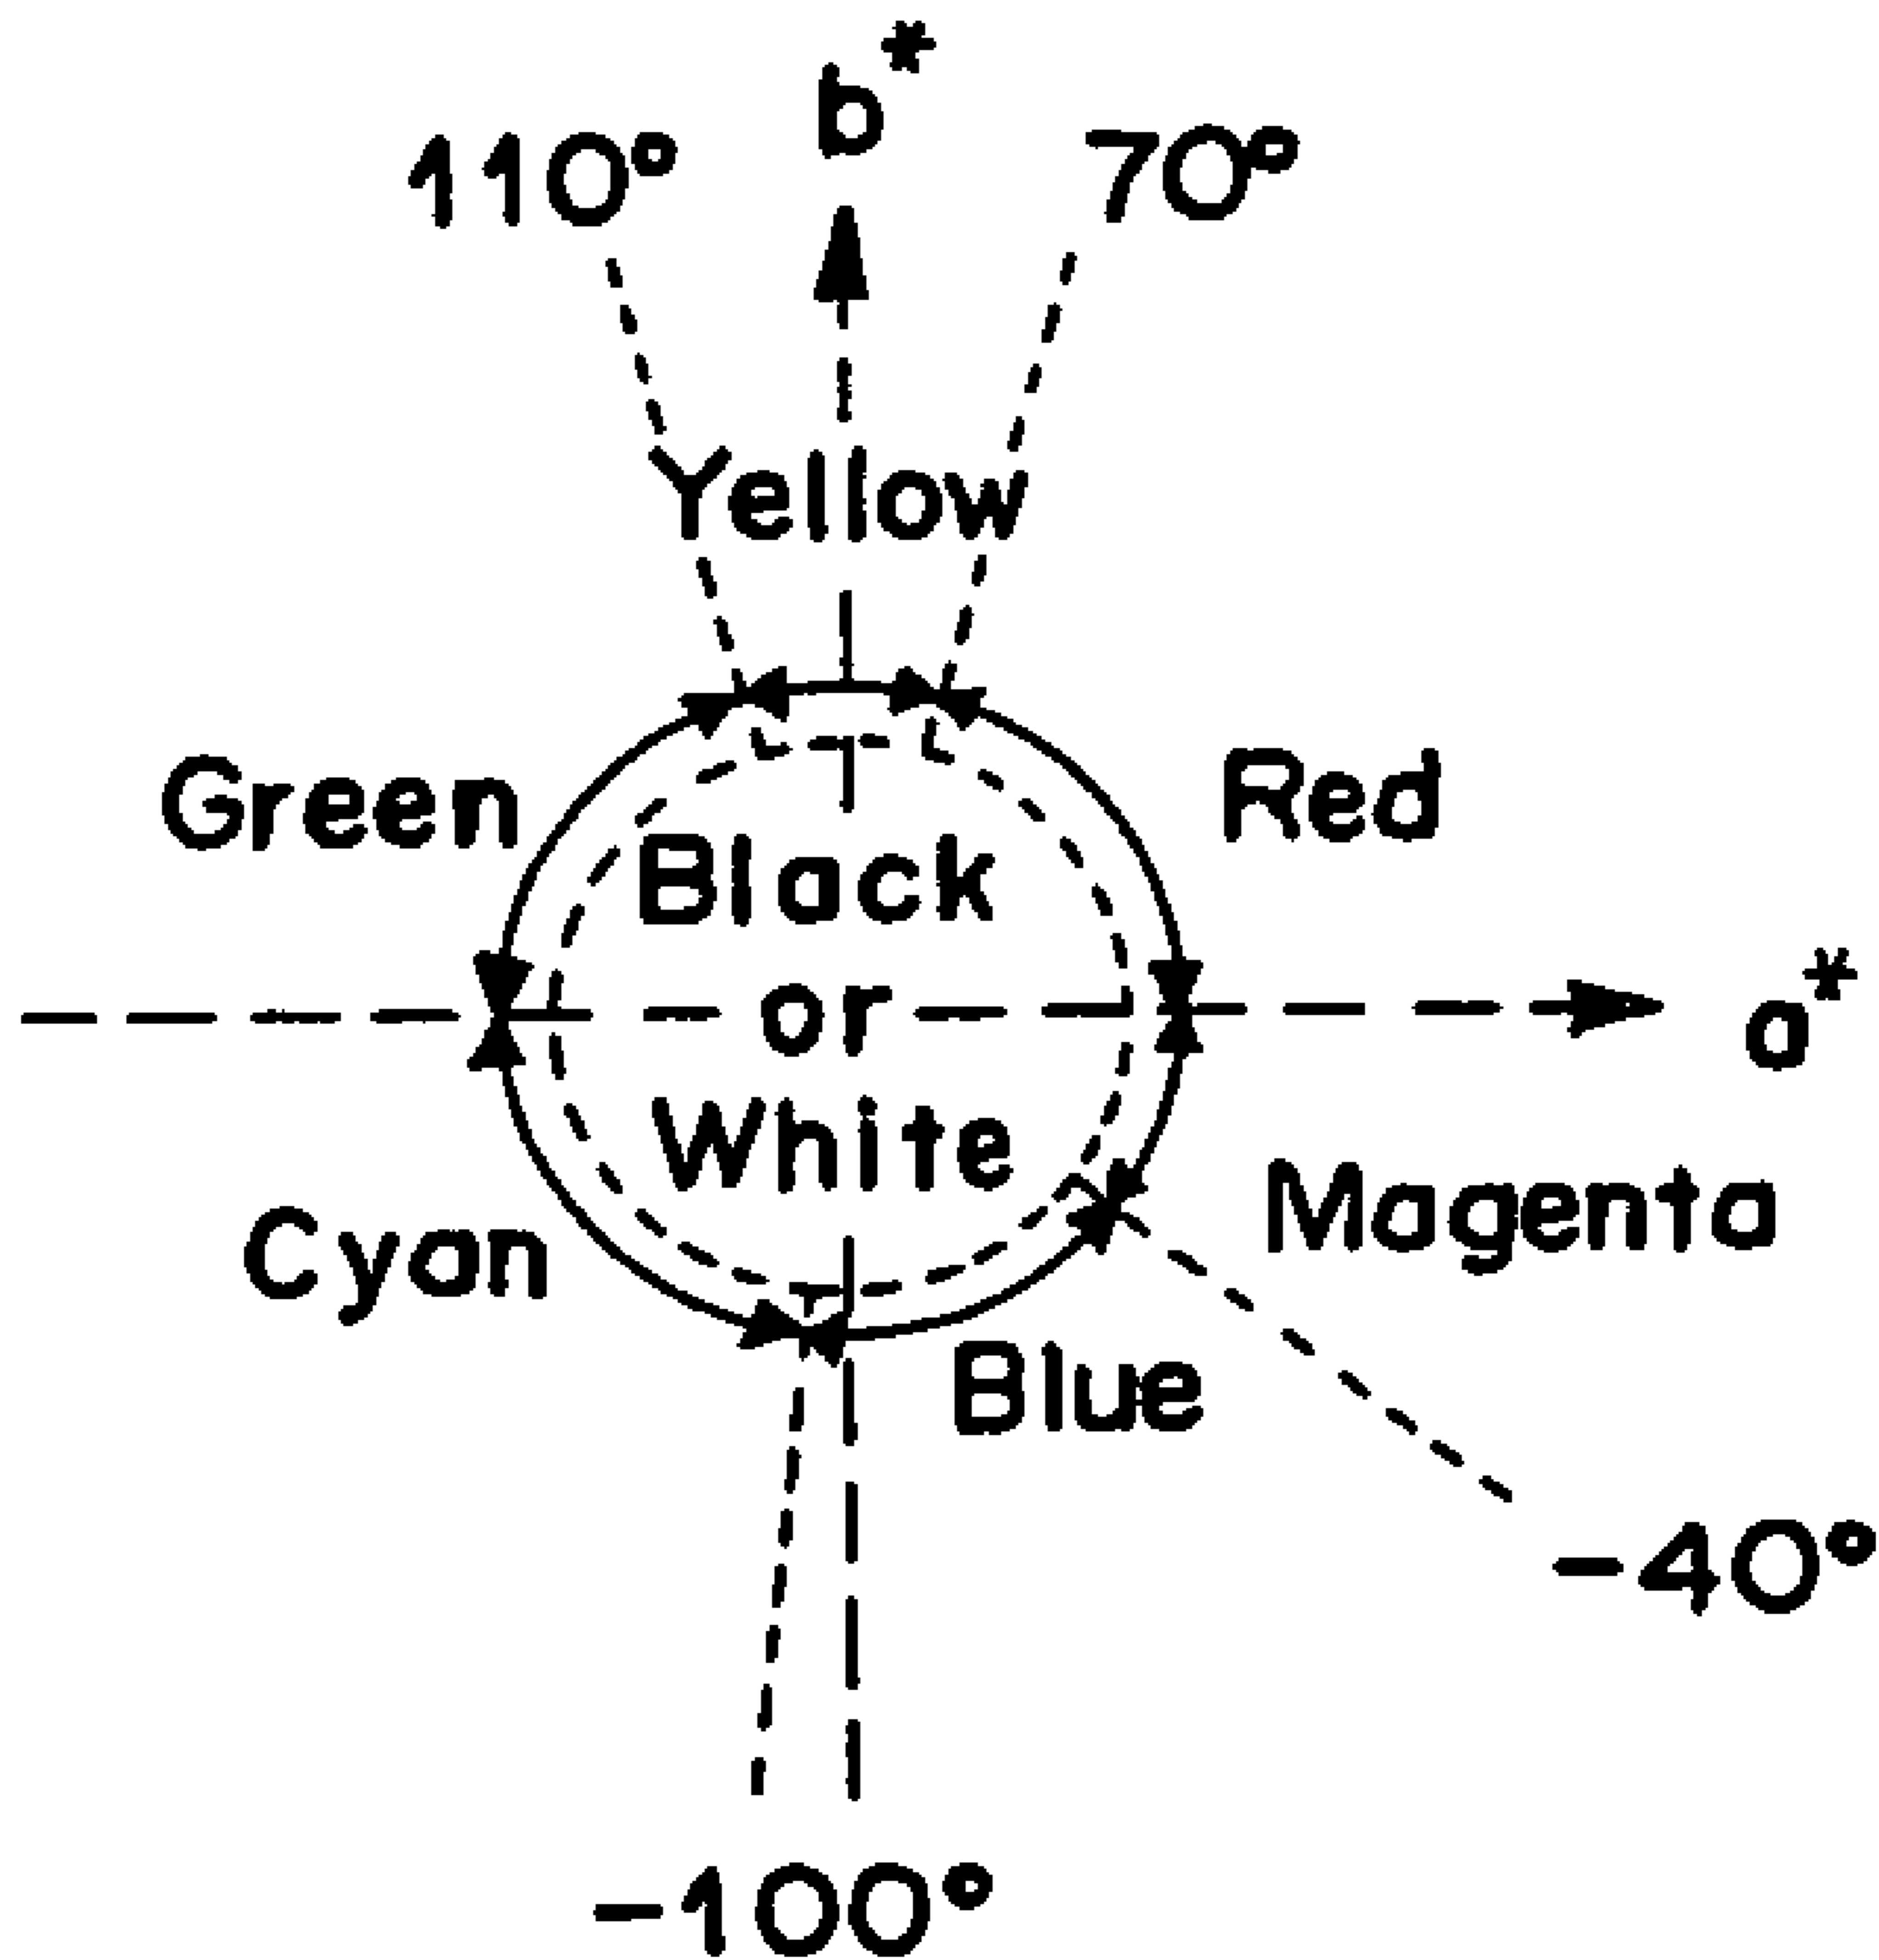 b*
110° 70°
Yellow
Green Red
Black
or
White
a*
Cyan Magenta
Blue
-40°
-100°